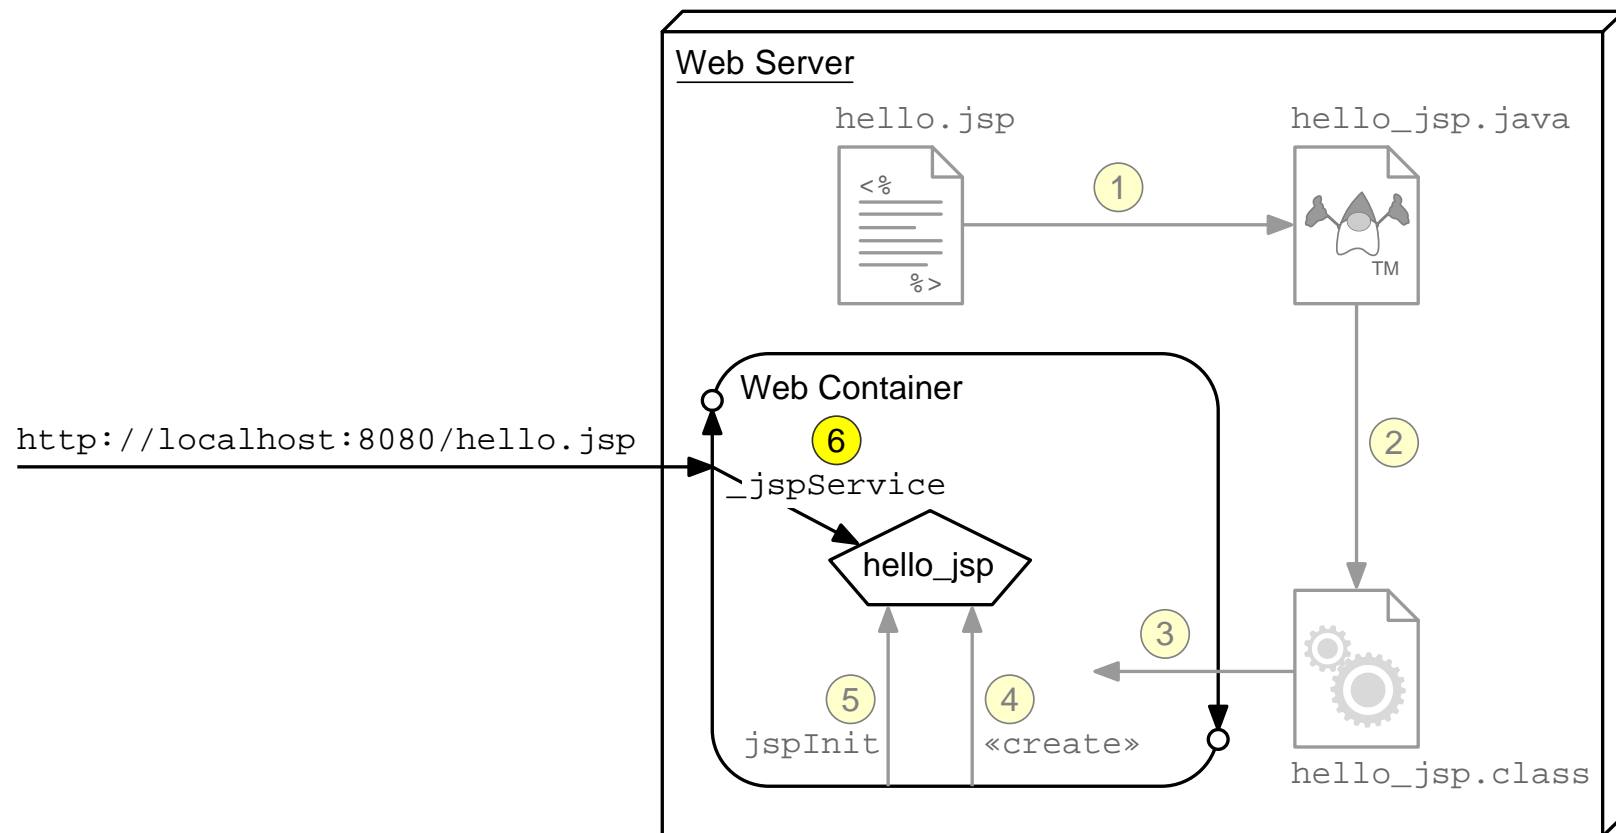 Web Server
hello.jsp
hello_jsp.java
<%
1
%>
TM
Web Container
http://localhost:8080/hello.jsp
6
2
_jspService
hello_jsp
3
5
4
jspInit
«create»
hello_jsp.class